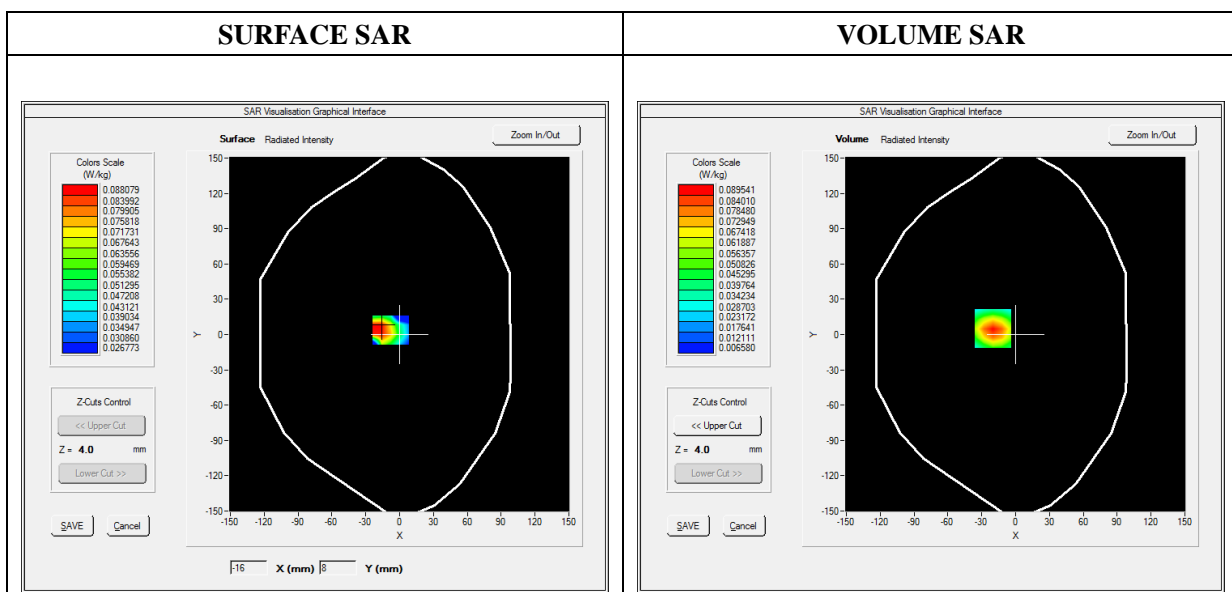 SURFACE SAR
SAR Visualisation Graphical Interface
Surface Radiated Intensity
Zoom In/Out
Colors Scale
(W/kg)
0.088079
0.083992
0.079905
0.075818
0.071731
0.067643
0.063556
0.059469
0.055382
0.051295
0.047208
0.043121
0.039034
0.034947
0.030860
0.026773
Z-Cuts Control
<< Upper Cut
Z = 4.0 mm
Lower Cut >>
SAVE Cancel
150
120
90
60
30
0
-30
-60
-90
-120
-150
Y
-150 -120 -90 -60 -30 0 30 60 90 120 150
X
-16 X (mm) 8 Y (mm)
VOLUME SAR
SAR Visualisation Graphical Interface
Volume Radiated Intensity
Zoom In/Out
Colors Scale
(W/kg)
0.089541
0.084010
0.078480
0.072949
0.067418
0.061887
0.056357
0.050826
0.045295
0.039764
0.034234
0.028703
0.023172
0.017641
0.012111
0.006580
Z-Cuts Control
<< Upper Cut
Z = 4.0 mm
Lower Cut >>
SAVE Cancel
150
120
90
60
30
0
-30
-60
-90
-120
-150
Y
-150 -120 -90 -60 -30 0 30 60 90 120 150
X